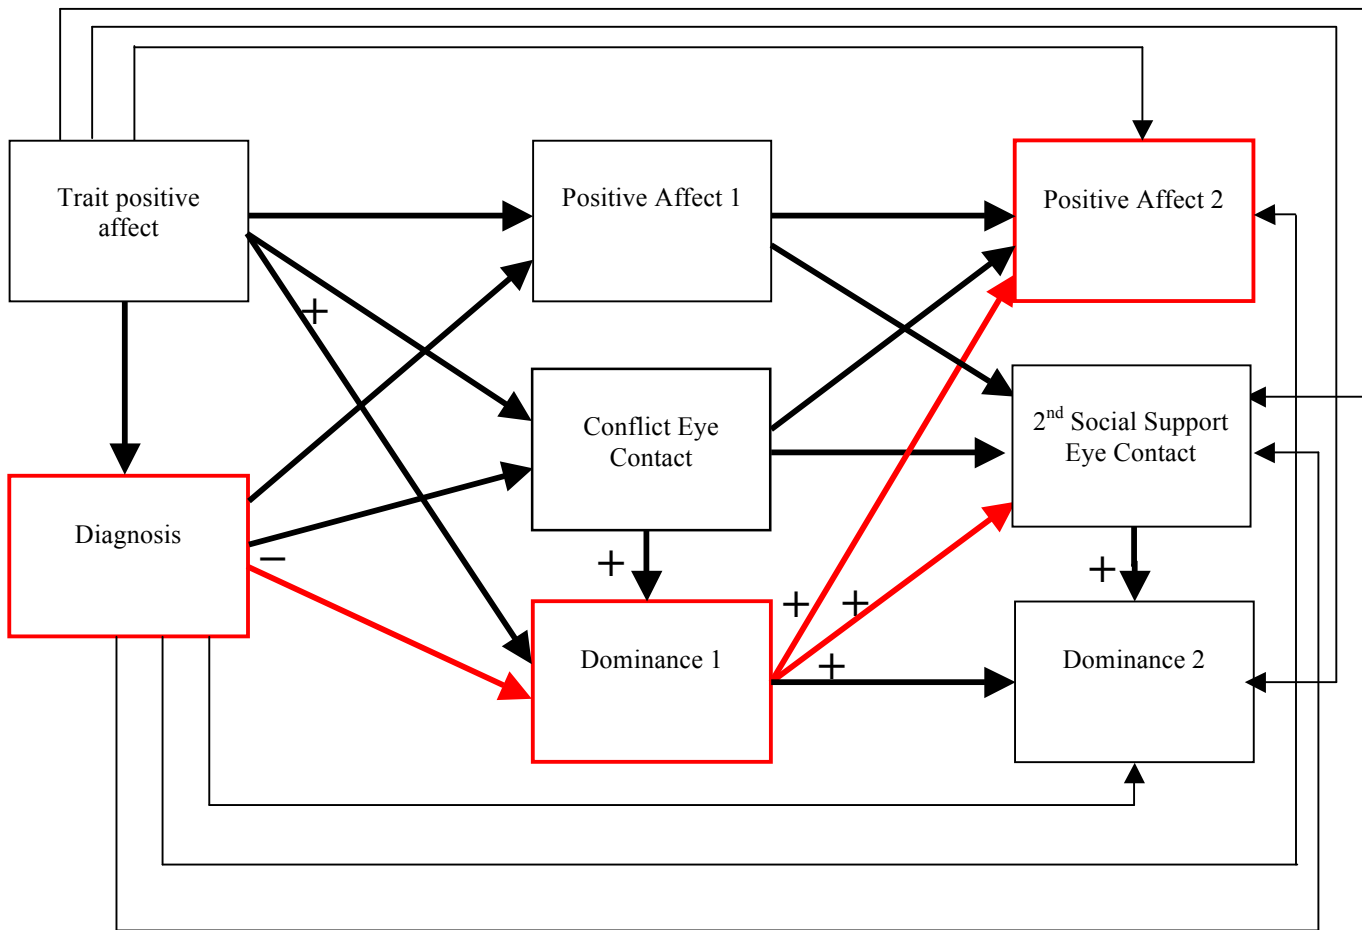 Trait positive
affect
Positive Affect 1
Positive Affect 2
+
Conflict Eye
Contact
2nd Social Support
Eye Contact
Diagnosis
−
+
+
+
+
+
Dominance 1
Dominance 2